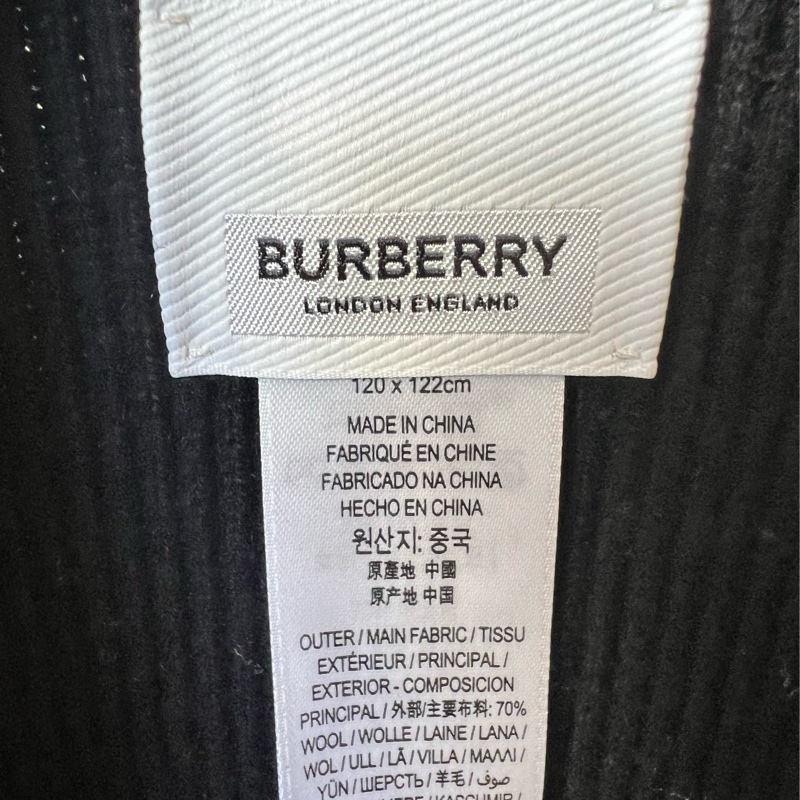 BURBERRY
LONDON ENGLAND
120 x 122cm
MADE IN CHINA
FABRIQUÉ EN CHINE
FABRICADO NA CHINA
HECHO EN CHINA
원산지: 중국
原產地 中國
原产地 中国
OUTER / MAIN FABRIC / TISSU
EXTÉRIEUR / PRINCIPAL /
EXTERIOR - COMPOSICION
PRINCIPAL / 外部/主要布料: 70%
WOOL / WOLLE / LAINE / LANA /
WOL / ULL / LÃ / VILLA / ΜΑΛΛΙ /
YÜN / ШЕРСТЬ / 羊毛 / صوف /